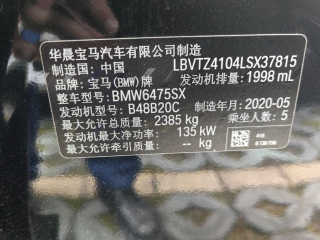 华晨宝马汽车有限公司制造
制造国：中国 LBVTZ4104LSX37815
品牌：宝马(BMW)牌 发动机排量：1998 mL
整车型号：BMW6475SX
发动机型号：B48B20C 制造年月：2020-05
最大允许总质量：2385 kg 乘坐人数：5
发动机最大净功率：135 kW
最大允许牵引总质量：-- kg